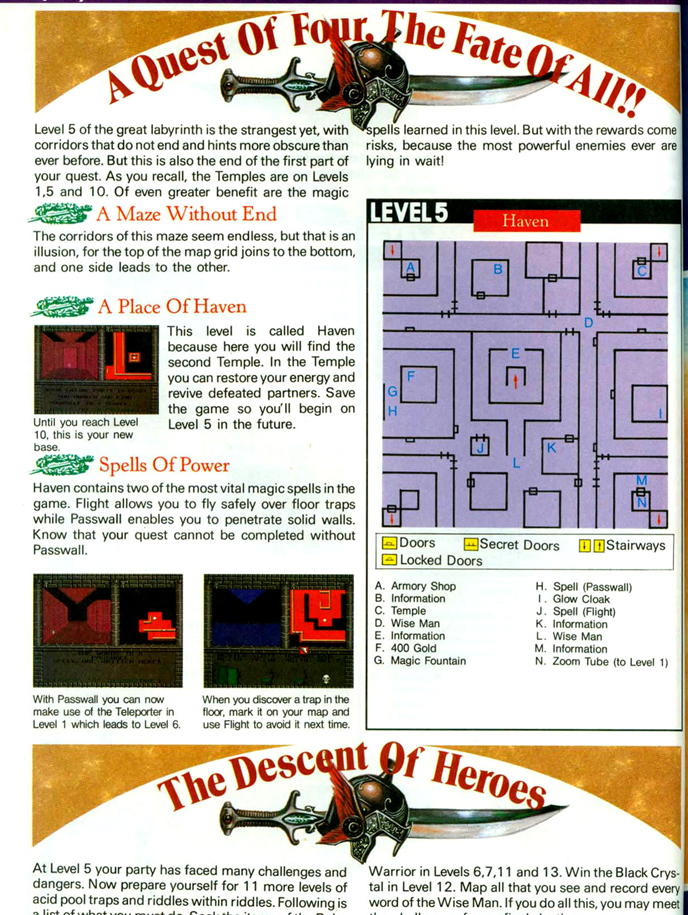 A Quest Of Four, The Fate Of All!!
Level 5 of the great labyrinth is the strangest yet, with
corridors that do not end and hints more obscure than
ever before. But this is also the end of the first part of
your quest. As you recall, the Temples are on Levels
1,5 and 10. Of even greater benefit are the magic
spells learned in this level. But with the rewards come
risks, because the most powerful enemies ever are
lying in wait!
A Maze Without End
The corridors of this maze seem endless, but that is an
illusion, for the top of the map grid joins to the bottom,
and one side leads to the other.
A Place Of Haven
This level is called Haven
because here you will find the
second Temple. In the Temple
you can restore your energy and
revive defeated partners. Save
the game so you'll begin on
Level 5 in the future.
Until you reach Level
10, this is your new
base.
Spells Of Power
Haven contains two of the most vital magic spells in the
game. Flight allows you to fly safely over floor traps
while Passwall enables you to penetrate solid walls.
Know that your quest cannot be completed without
Passwall.
With Passwall you can now
make use of the Teleporter in
Level 1 which leads to Level 6.
When you discover a trap in the
floor, mark it on your map and
use Flight to avoid it next time.
LEVEL 5
Haven
A
B
C
D
E
F
G
H
I
J
K
L
M
N
Doors
Secret Doors
Stairways
Locked Doors
A. Armory Shop
B. Information
C. Temple
D. Wise Man
E. Information
F. 400 Gold
G. Magic Fountain
H. Spell (Passwall)
I. Glow Cloak
J. Spell (Flight)
K. Information
L. Wise Man
M. Information
N. Zoom Tube (to Level 1)
The Descent Of Heroes
At Level 5 your party has faced many challenges and
dangers. Now prepare yourself for 11 more levels of
acid pool traps and riddles within riddles. Following is
Warrior in Levels 6,7,11 and 13. Win the Black Crys-
tal in Level 12. Map all that you see and record every
word of the Wise Man. If you do all this, you may meet